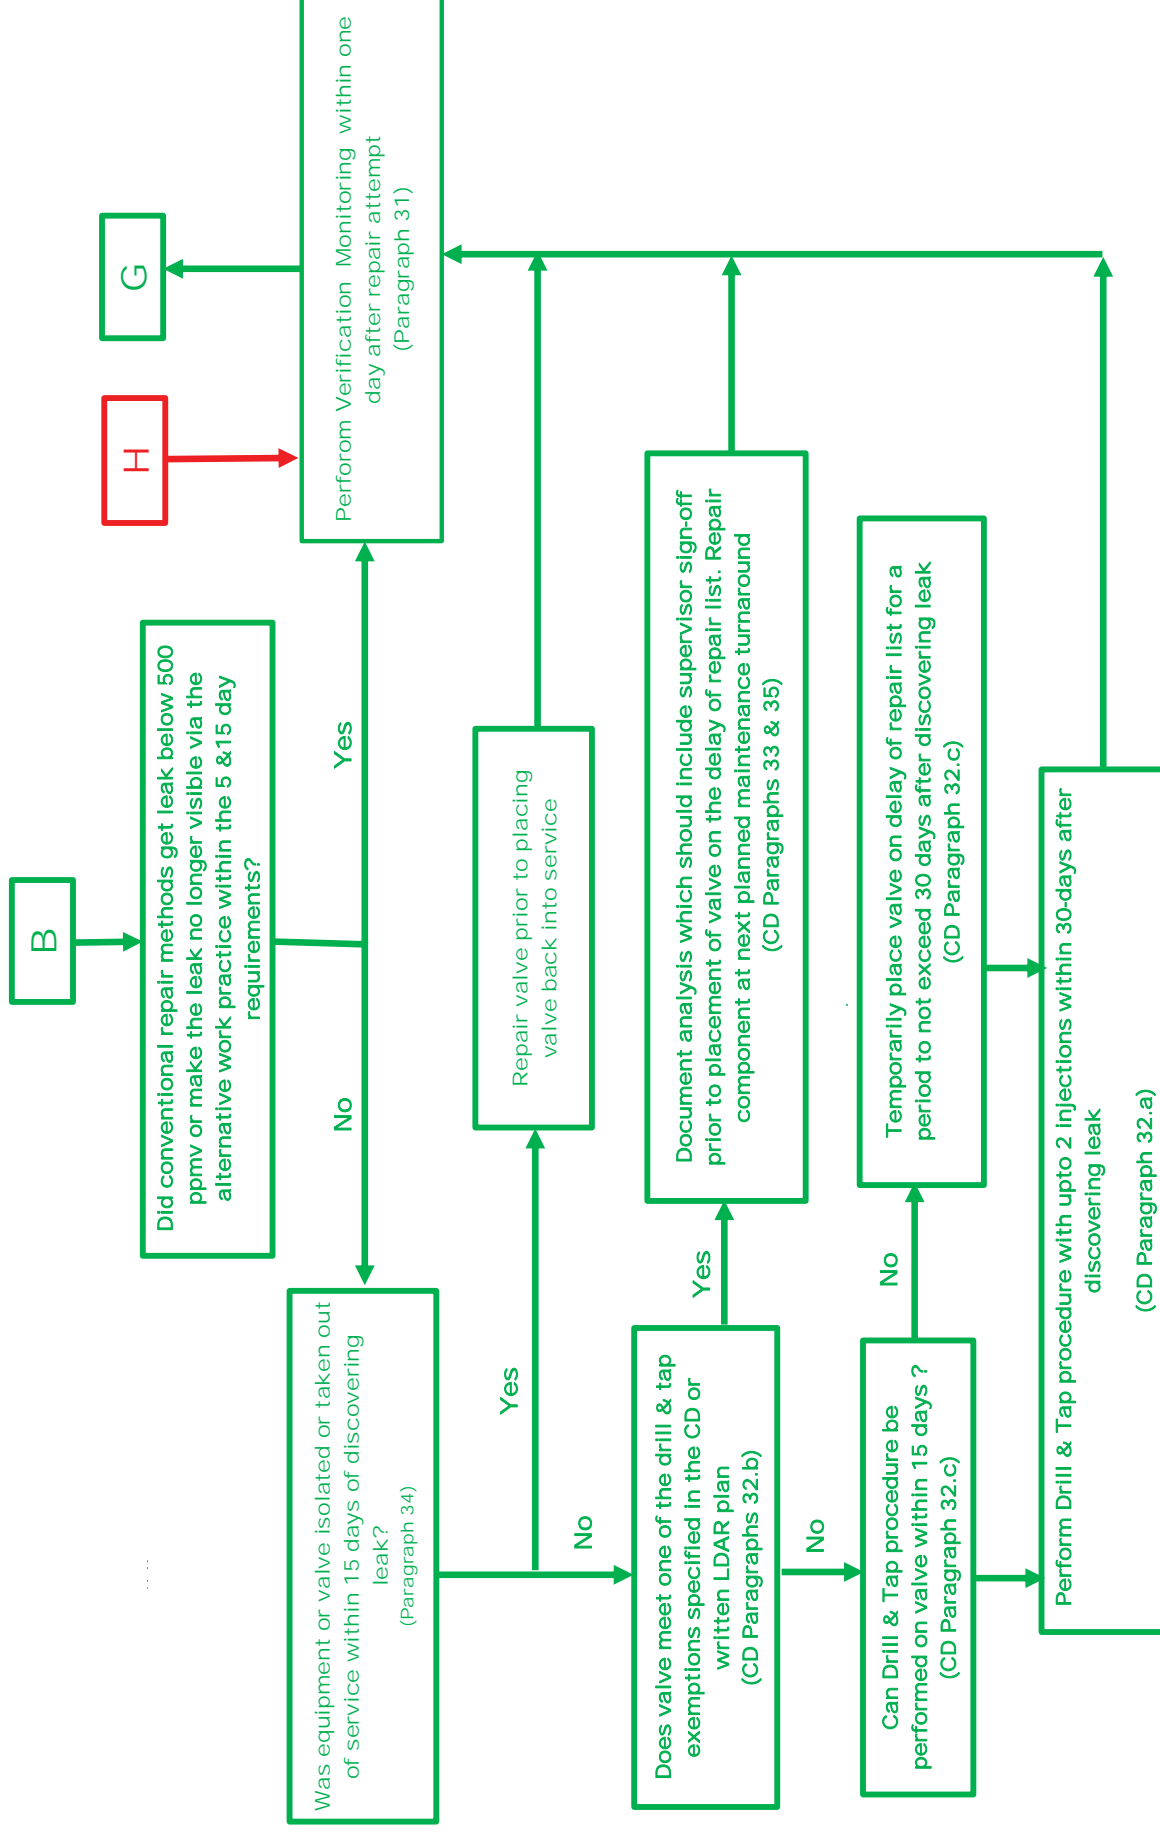 B
H
G
Did conventional repair methods get leak below 500
ppmv or make the leak no longer visible via the
alternative work practice within the 5 &15 day
requirements?
No
Yes
Was equipment or valve isolated or taken out
of service within 15 days of discovering
leak?
(Paragraph 34)
Perforom Verification Monitoring within one
day after repair attempt
(Paragraph 31)
Yes
Repair valve prior to placing
valve back into service
No
Does valve meet one of the drill & tap
exemptions specified in the CD or
written LDAR plan
(CD Paragraphs 32.b)
Yes
Document analysis which should include supervisor sign-off
prior to placement of valve on the delay of repair list. Repair
component at next planned maintenance turnaround
(CD Paragraphs 33 & 35)
No
Can Drill & Tap procedure be
performed on valve within 15 days ?
(CD Paragraph 32.c)
No
Temporarily place valve on delay of repair list for a
period to not exceed 30 days after discovering leak
(CD Paragraph 32.c)
Perform Drill & Tap procedure with upto 2 injections within 30-days after
discovering leak
(CD Paragraph 32.a)